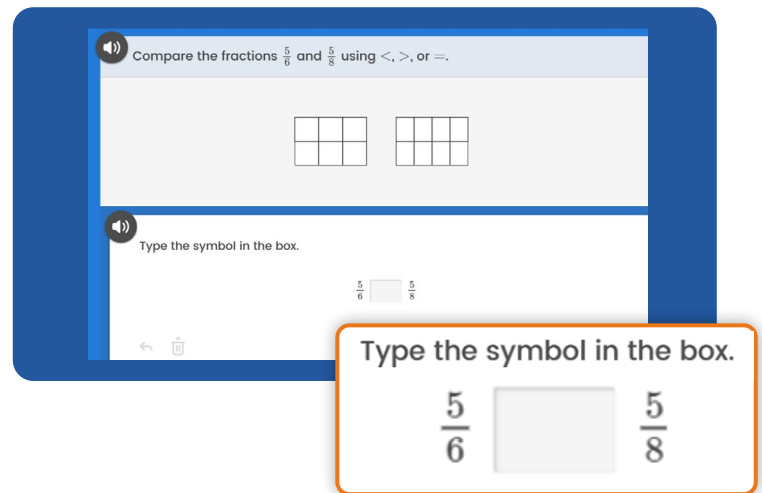 Compare the fractions 5/6 and 5/8 using <, >, or =.
Type the symbol in the box.
5/6 5/8
Type the symbol in the box.
5/6 5/8